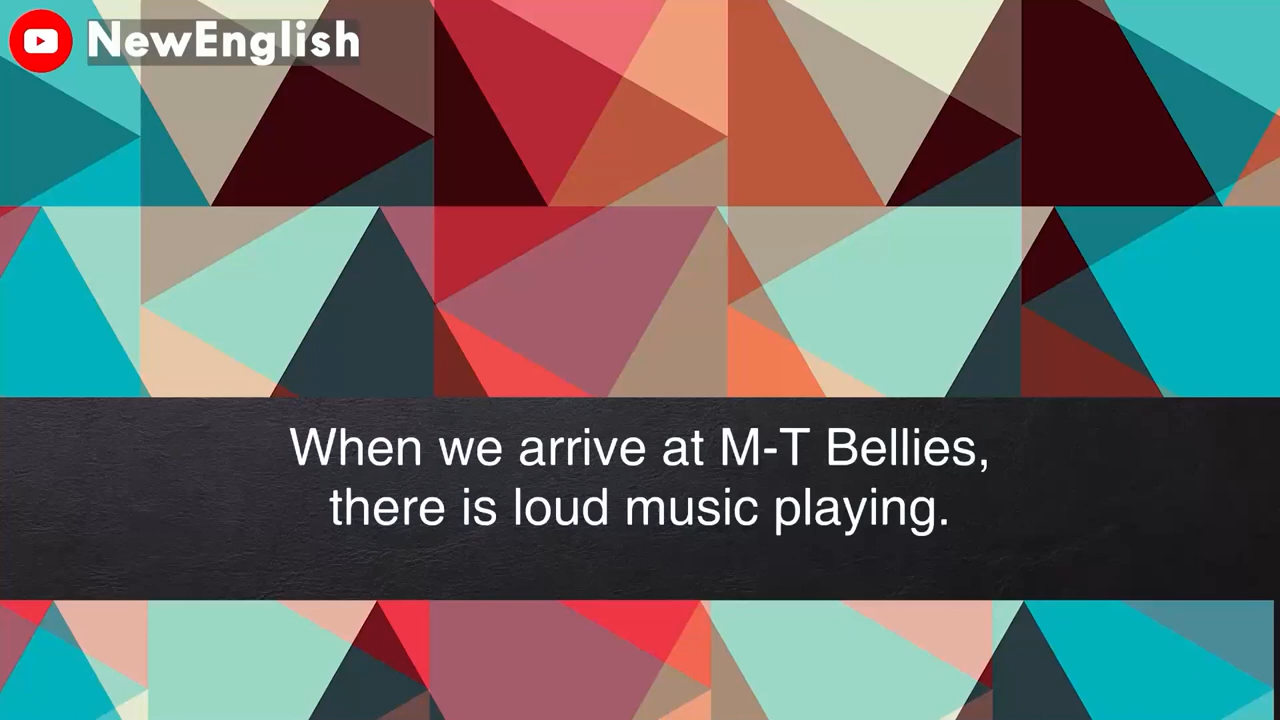 NewEnglish
When we arrive at M-T Bellies,
there is loud music playing.